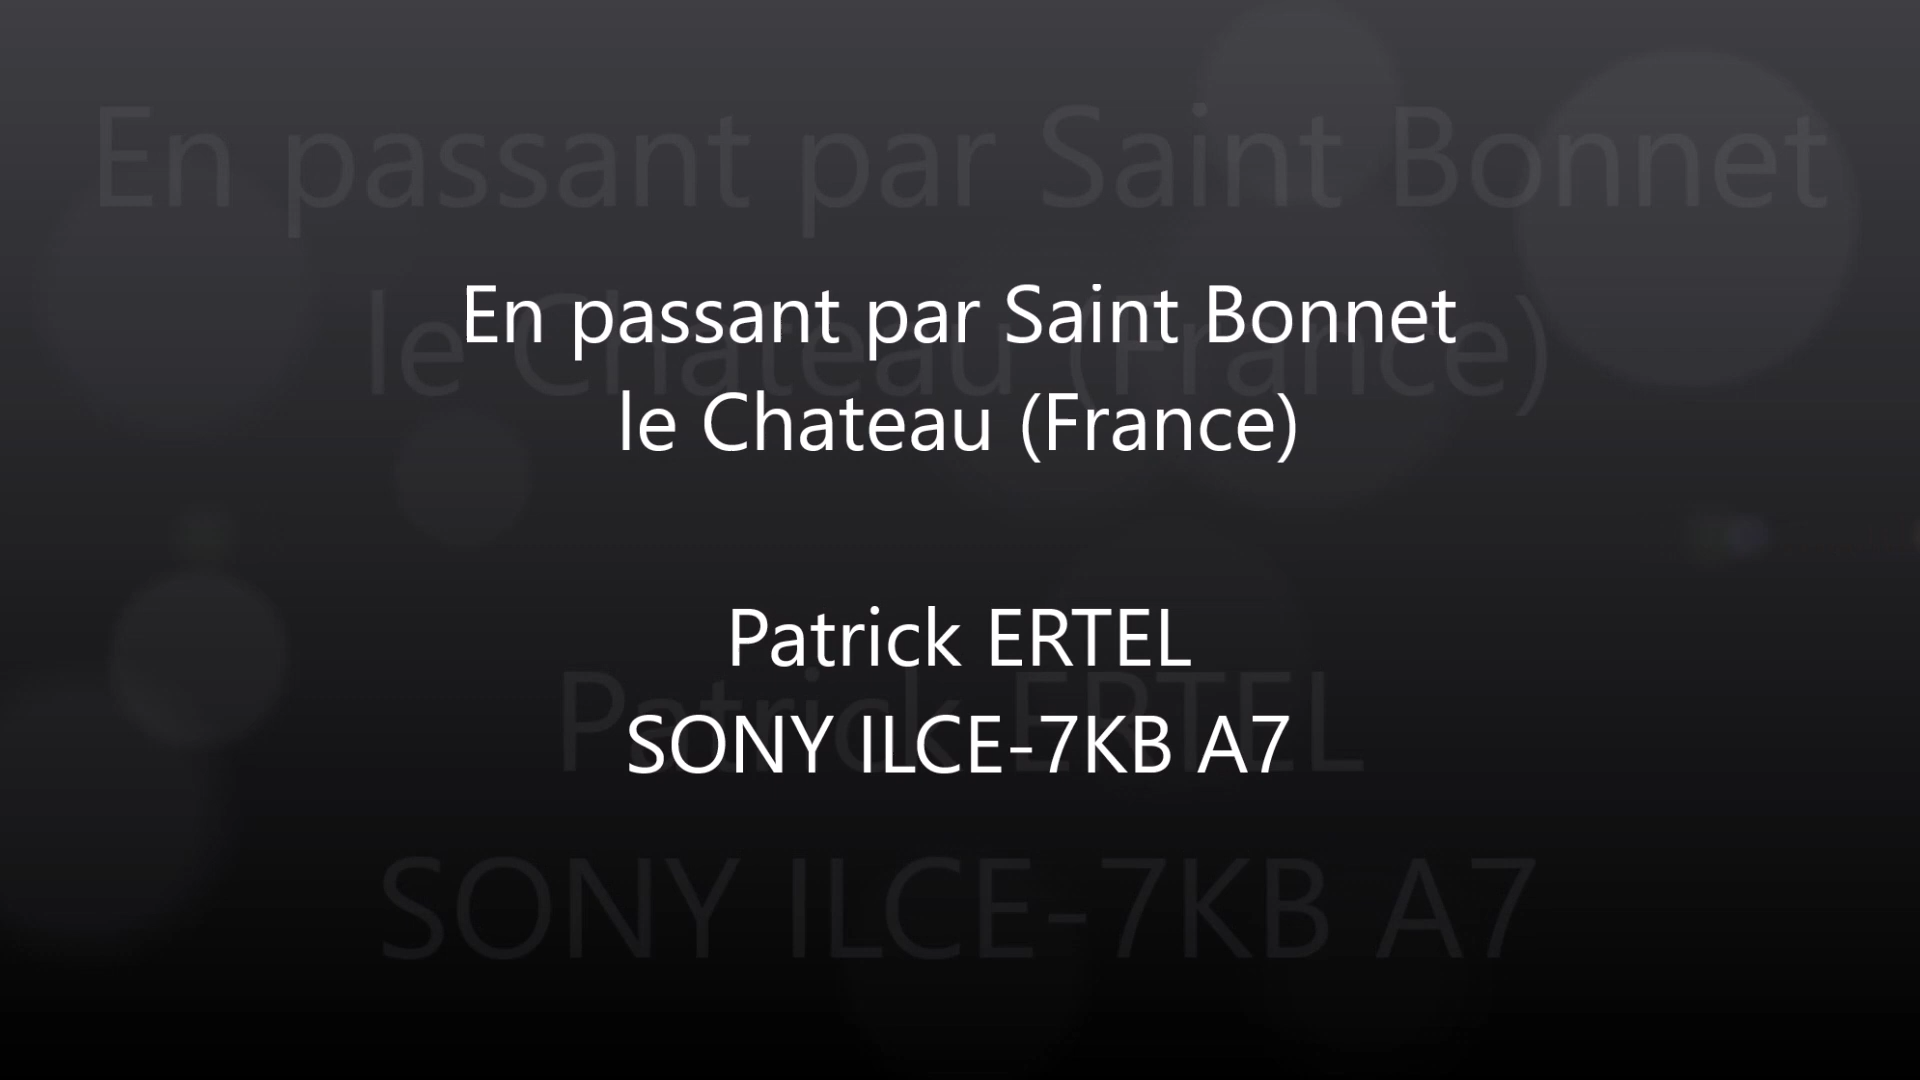 En passant par Saint Bonnet
le Chateau (France)
Patrick ERTEL
SONY ILCE-7KB A7